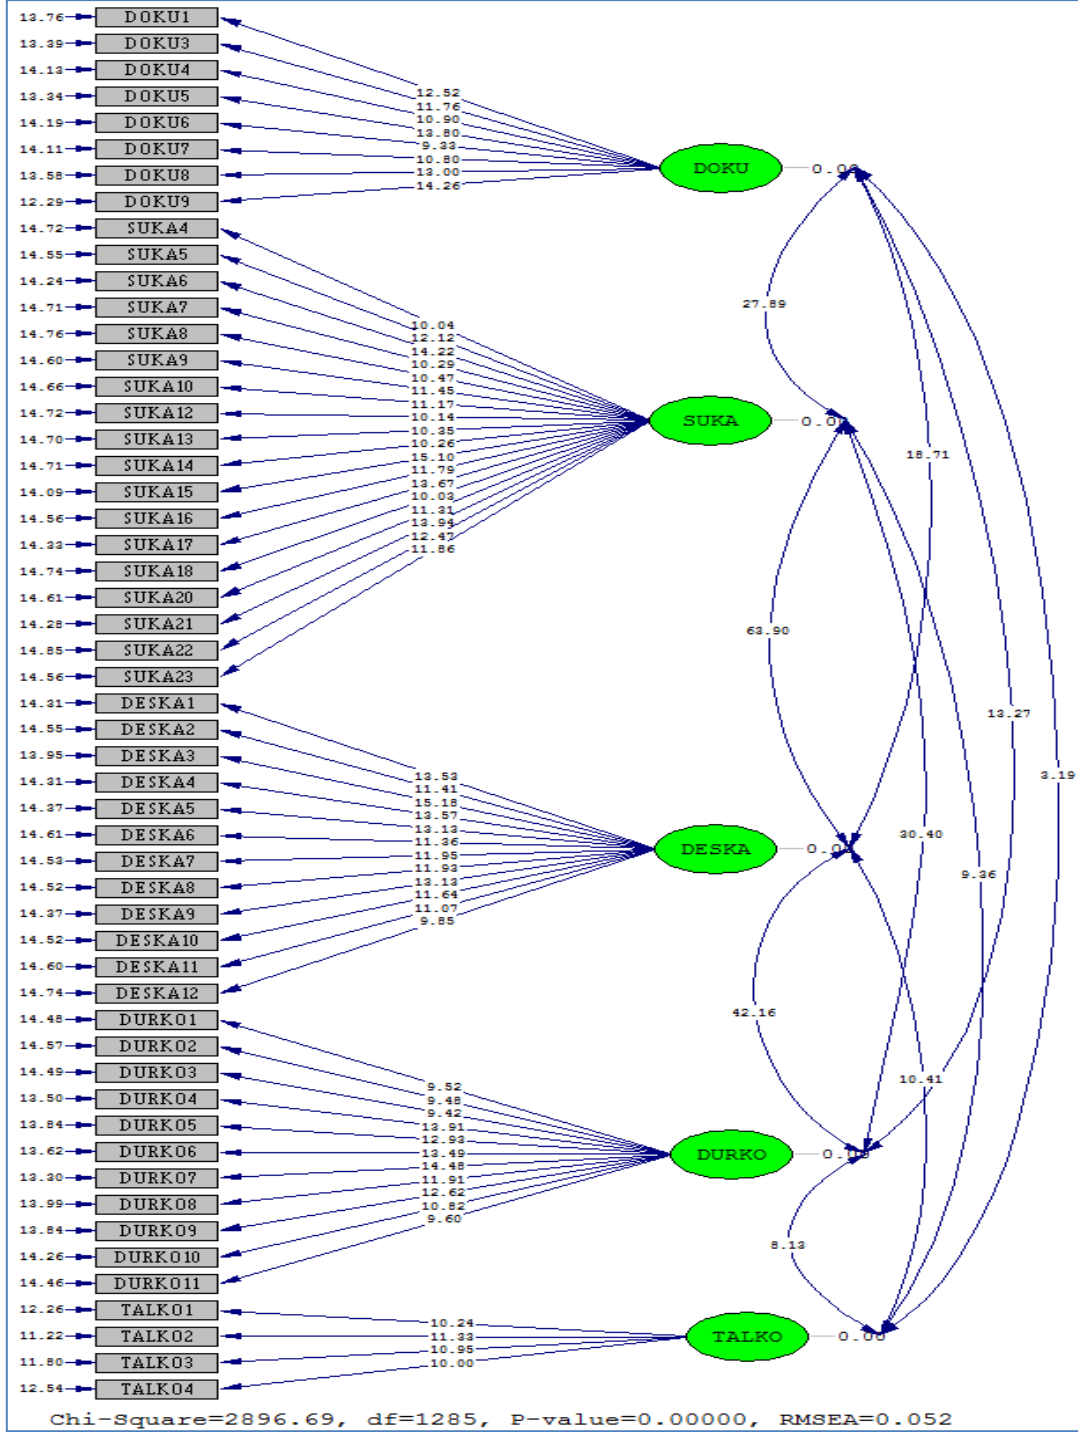 13.76 DOKU1
13.39 DOKU3
14.13 DOKU4
13.34 DOKU5
14.19 DOKU6
14.11 DOKU7
13.58 DOKU8
12.29 DOKU9
14.72 SUKA4
14.55 SUKA5
14.24 SUKA6
14.71 SUKA7
14.76 SUKA8
14.60 SUKA9
14.66 SUKA10
14.72 SUKA12
14.70 SUKA13
14.71 SUKA14
14.09 SUKA15
14.56 SUKA16
14.33 SUKA17
14.74 SUKA18
14.61 SUKA20
14.28 SUKA21
14.85 SUKA22
14.56 SUKA23
14.31 DESKA1
14.55 DESKA2
13.95 DESKA3
14.31 DESKA4
14.37 DESKA5
14.61 DESKA6
14.53 DESKA7
14.52 DESKA8
14.37 DESKA9
14.52 DESKA10
14.60 DESKA11
14.74 DESKA12
14.48 DURKO1
14.57 DURKO2
14.49 DURKO3
13.50 DURKO4
13.84 DURKO5
13.62 DURKO6
13.30 DURKO7
13.99 DURKO8
13.84 DURKO9
14.26 DURKO10
14.46 DURKO11
12.26 TALKO1
11.22 TALKO2
11.80 TALKO3
12.54 TALKO4
12.52
11.76
10.90
13.80
9.33
10.80
13.00
14.26
10.04
12.12
14.22
10.29
10.47
11.45
11.17
10.14
10.35
10.26
15.10
11.79
13.67
10.03
11.31
13.94
12.47
11.86
13.53
11.41
15.18
13.57
13.13
11.36
11.95
11.93
13.13
11.64
11.07
9.85
9.52
9.48
9.42
13.91
12.93
13.49
14.48
11.91
12.62
10.82
9.60
10.24
11.33
10.95
10.00
DOKU 0.00
SUKA 0.00
DESKA 0.00
DURKO 0.00
TALKO 0.00
27.89
18.71
63.90
13.27
3.19
30.40
9.36
42.16
10.41
8.13
Chi-Square=2896.69, df=1285, P-value=0.00000, RMSEA=0.052